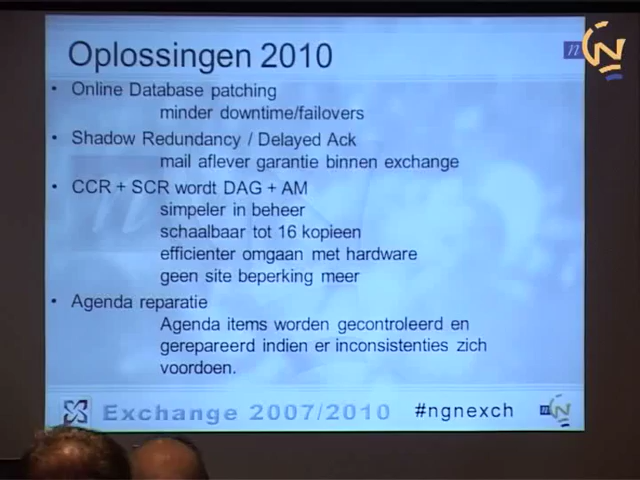 Oplossingen 2010
• Online Database patching
minder downtime/failovers
• Shadow Redundancy / Delayed Ack
mail aflever garantie binnen exchange
• CCR + SCR wordt DAG + AM
simpeler in beheer
schaalbaar tot 16 kopieen
efficienter omgaan met hardware
geen site beperking meer
• Agenda reparatie
Agenda items worden gecontroleerd en
gerepareerd indien er inconsistenties zich
voordoen.
Exchange 2007/2010 #ngnexch